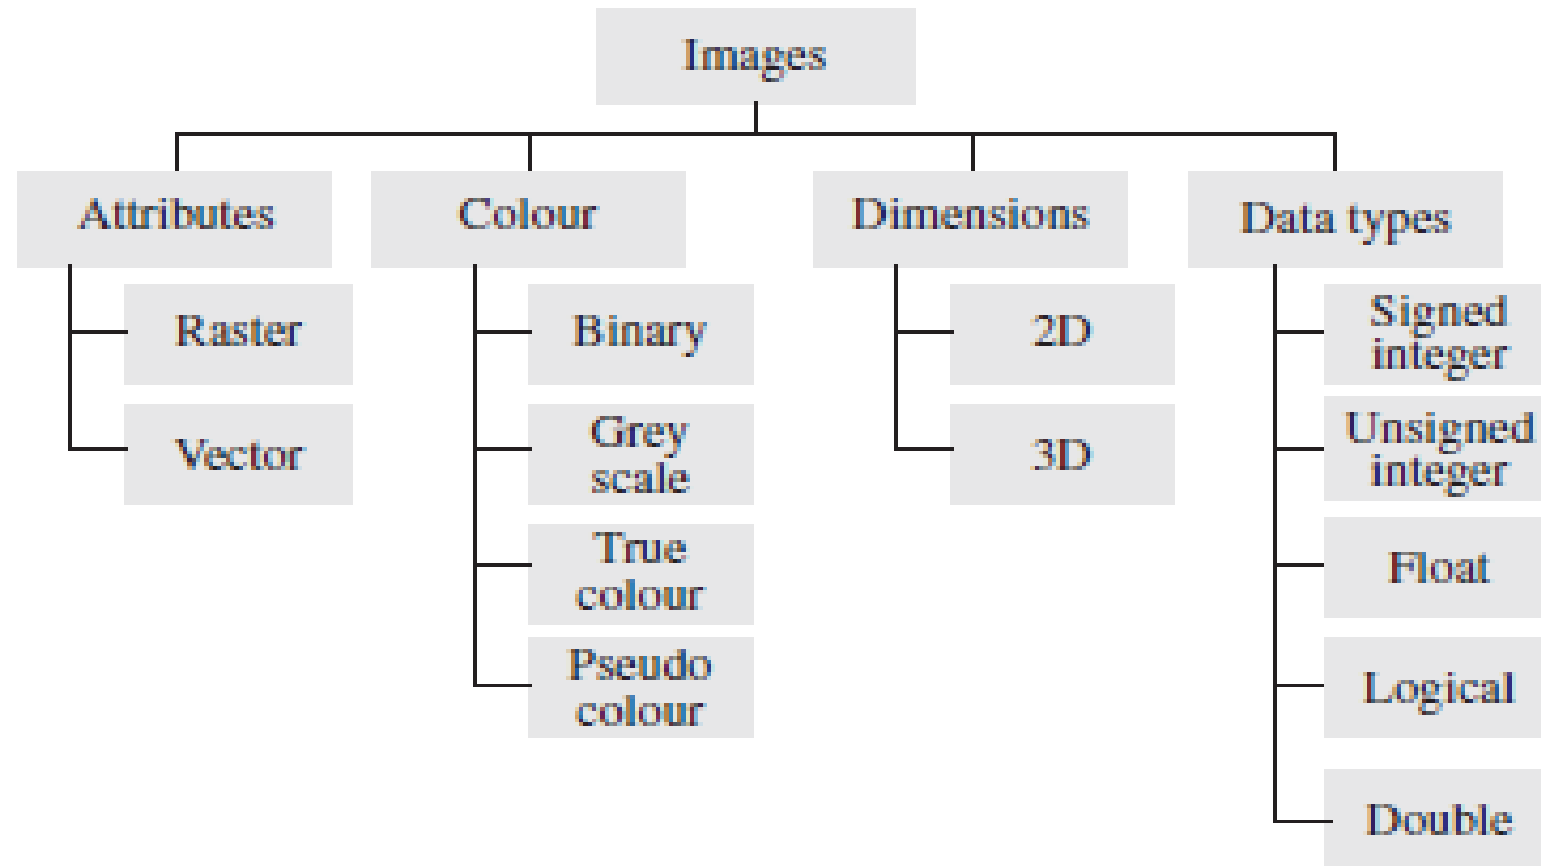 Images
Attributes
Raster
Vector
Colour
Binary
Grey
scale
True
colour
Pseudo
colour
Dimensions
2D
3D
Data types
Signed
integer
Unsigned
integer
Float
Logical
Double